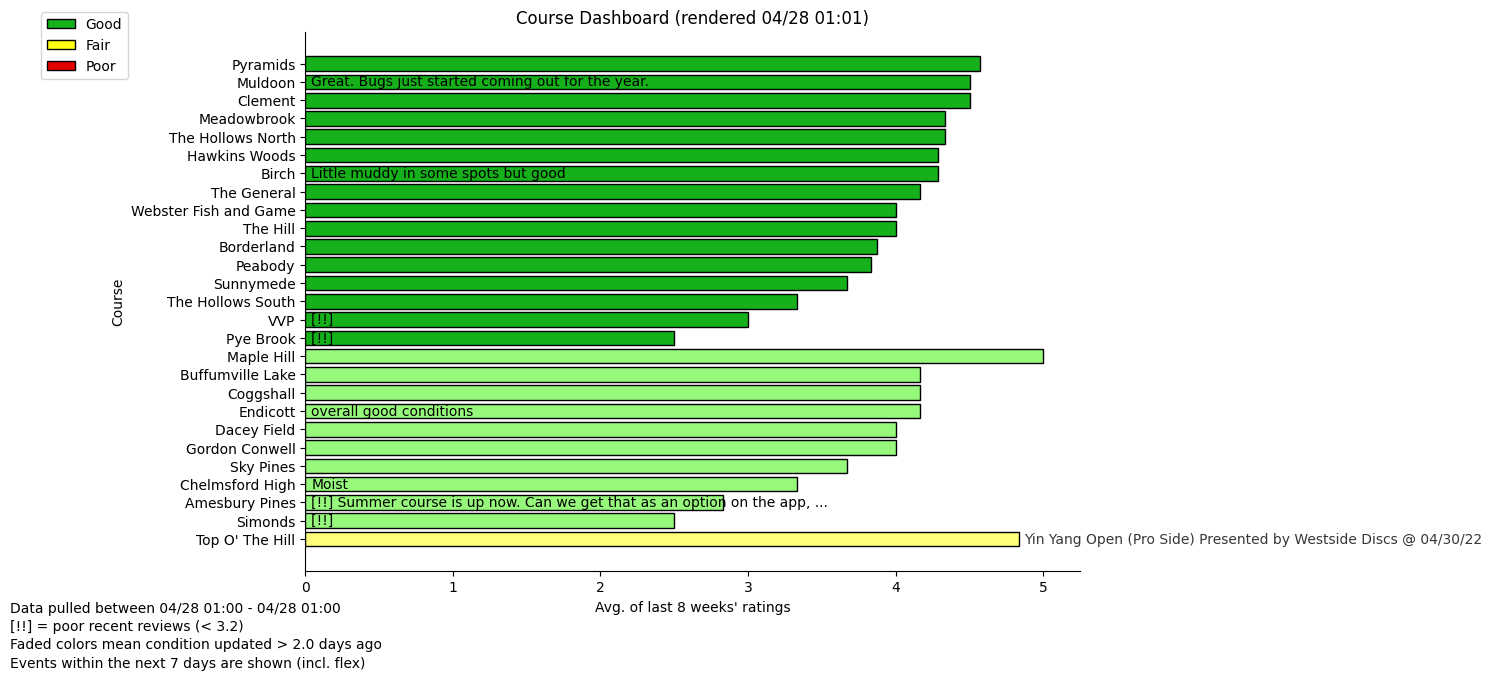 Good
Fair
Poor
Course Dashboard (rendered 04/28 01:01)
Course
Pyramids
Muldoon Great. Bugs just started coming out for the year.
Clement
Meadowbrook
The Hollows North
Hawkins Woods
Birch Little muddy in some spots but good
The General
Webster Fish and Game
The Hill
Borderland
Peabody
Sunnymede
The Hollows South
VVP [!!]
Pye Brook [!!]
Maple Hill
Buffumville Lake
Coggshall
Endicott overall good conditions
Dacey Field
Gordon Conwell
Sky Pines
Chelmsford High Moist
Amesbury Pines [!!] Summer course is up now. Can we get that as an option on the app, ...
Simonds [!!]
Top O' The Hill Yin Yang Open (Pro Side) Presented by Westside Discs @ 04/30/22
0 1 2 3 4 5
Avg. of last 8 weeks' ratings
Data pulled between 04/28 01:00 - 04/28 01:00
[!!] = poor recent reviews (< 3.2)
Faded colors mean condition updated > 2.0 days ago
Events within the next 7 days are shown (incl. flex)